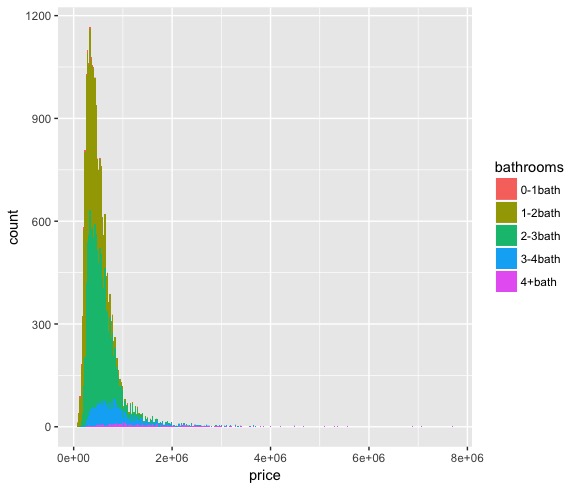 1200
900
600
300
0
count
0e+00 2e+06 4e+06 6e+06 8e+06
price
bathrooms
0-1bath
1-2bath
2-3bath
3-4bath
4+bath